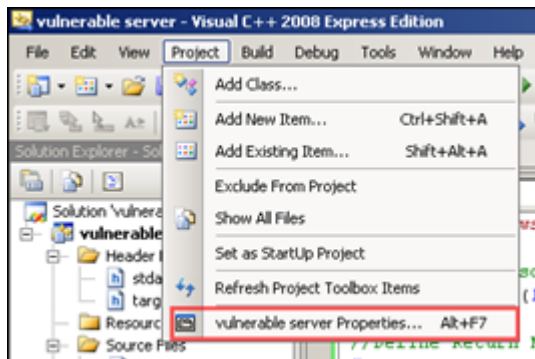 vulnerable server - Visual C++ 2008 Express Edition
File Edit View Project Build Debug Tools Window Help
Add Class...
Add New Item... Ctrl+Shift+A
Add Existing Item... Shift+Alt+A
Exclude From Project
Show All Files
Set as StartUp Project
Refresh Project Toolbox Items
vulnerable server Properties... Alt+F7
Solution Explorer - Sol
Solution 'vulnera
vulnerable
Header
stda
targ
Resourc
Source Files
//Define Return